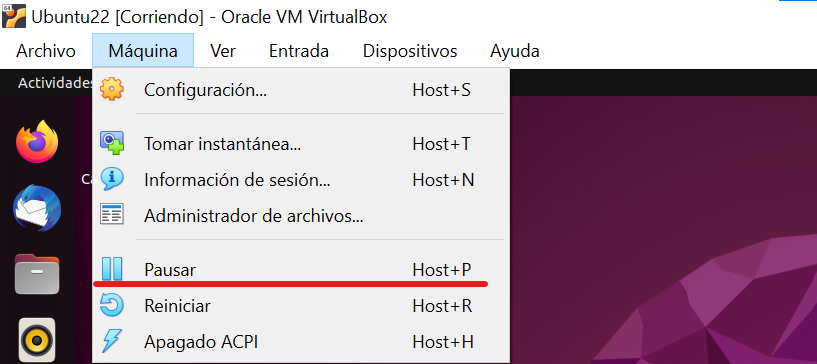 64
Ubuntu22 [Corriendo] - Oracle VM VirtualBox
Archivo Máquina Ver Entrada Dispositivos Ayuda
Actividades
Configuración... Host+S
Tomar instantánea... Host+T
Información de sesión... Host+N
Administrador de archivos...
Pausar Host+P
Reiniciar Host+R
Apagado ACPI Host+H